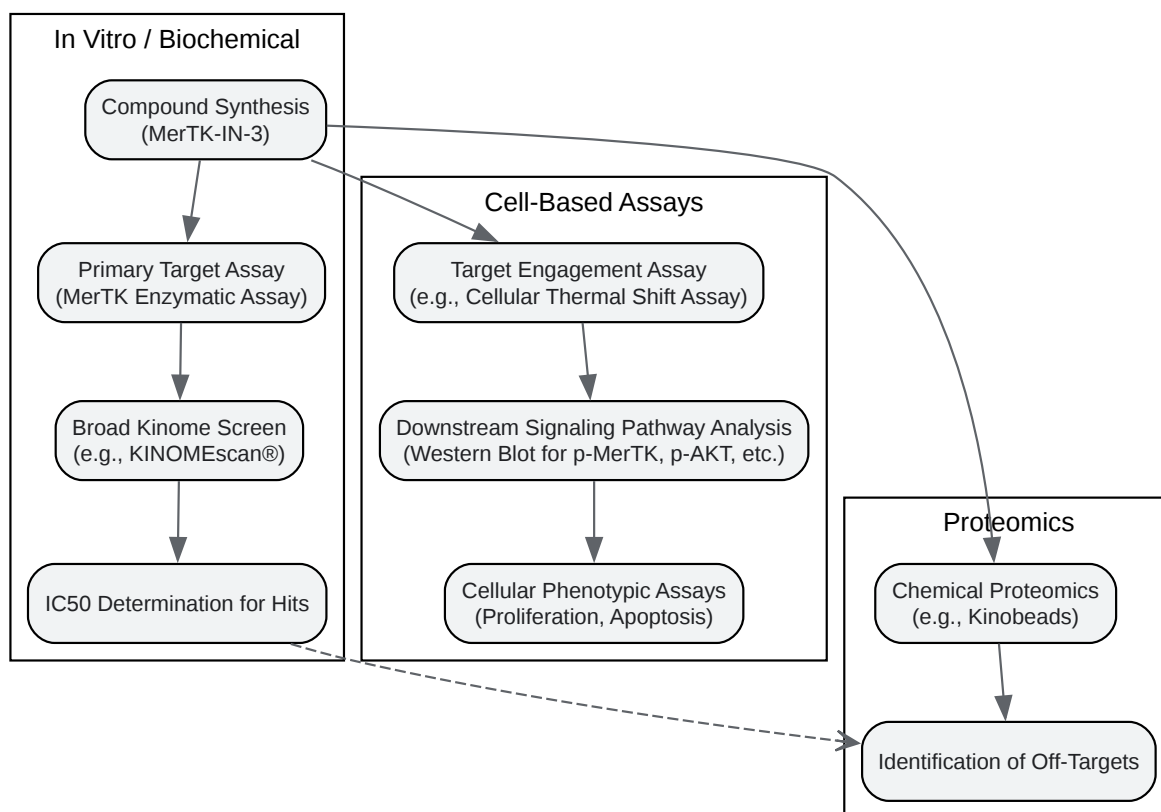 In Vitro / Biochemical
Compound Synthesis
(MerTK-IN-3)
Primary Target Assay
(MerTK Enzymatic Assay)
Broad Kinome Screen
(e.g., KINOMEscan®)
IC50 Determination for Hits
Cell-Based Assays
Target Engagement Assay
(e.g., Cellular Thermal Shift Assay)
Downstream Signaling Pathway Analysis
(Western Blot for p-MerTK, p-AKT, etc.)
Cellular Phenotypic Assays
(Proliferation, Apoptosis)
Proteomics
Chemical Proteomics
(e.g., Kinobeads)
Identification of Off-Targets